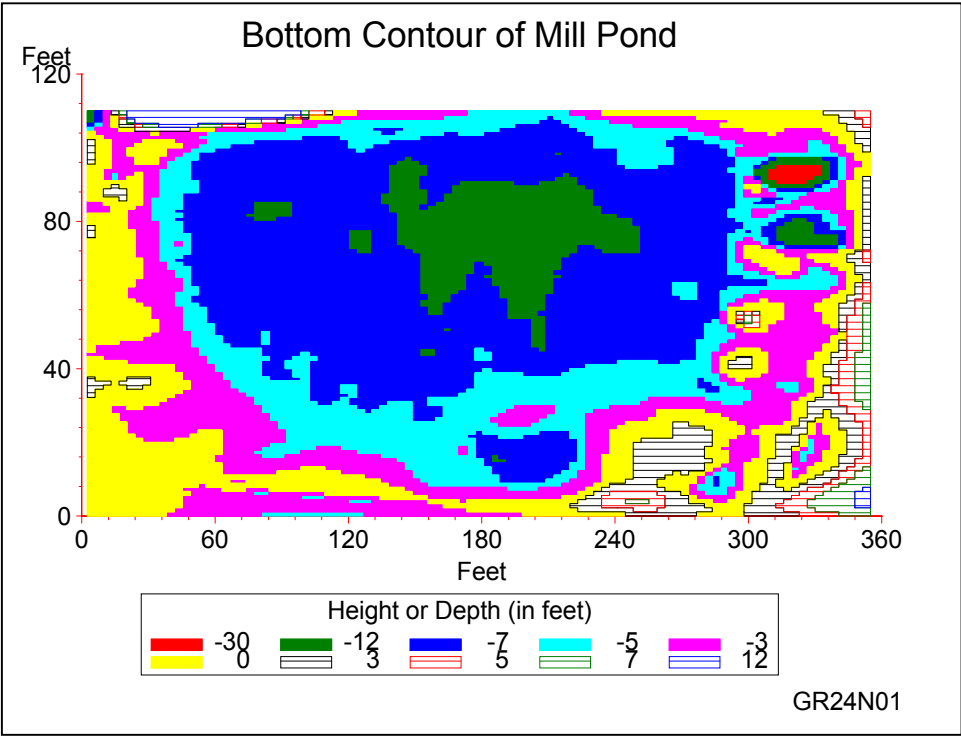 Bottom Contour of Mill Pond
Feet
120
80
40
0
0 60 120 180 240 300 360
Feet
Height or Depth (in feet)
-30 -12 -7 -5 -3
0 3 5 7 12
GR24N01